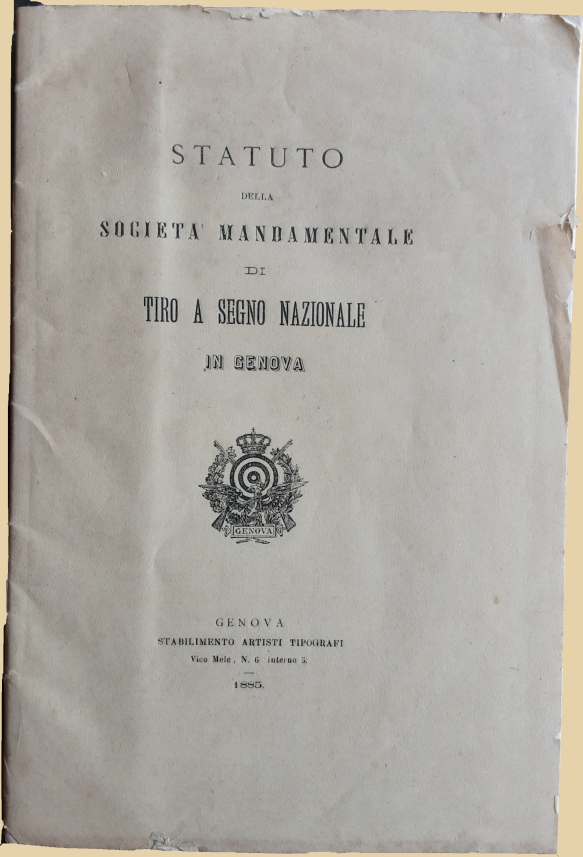 STATUTO
DELLA
SOCIETA' MANDAMENTALE
DI
TIRO A SEGNO NAZIONALE
IN GENOVA
GENOVA
GENOVA
STABILIMENTO ARTISTI TIPOGRAFI
Vico Mele, N. 6 interno 5.
1885.